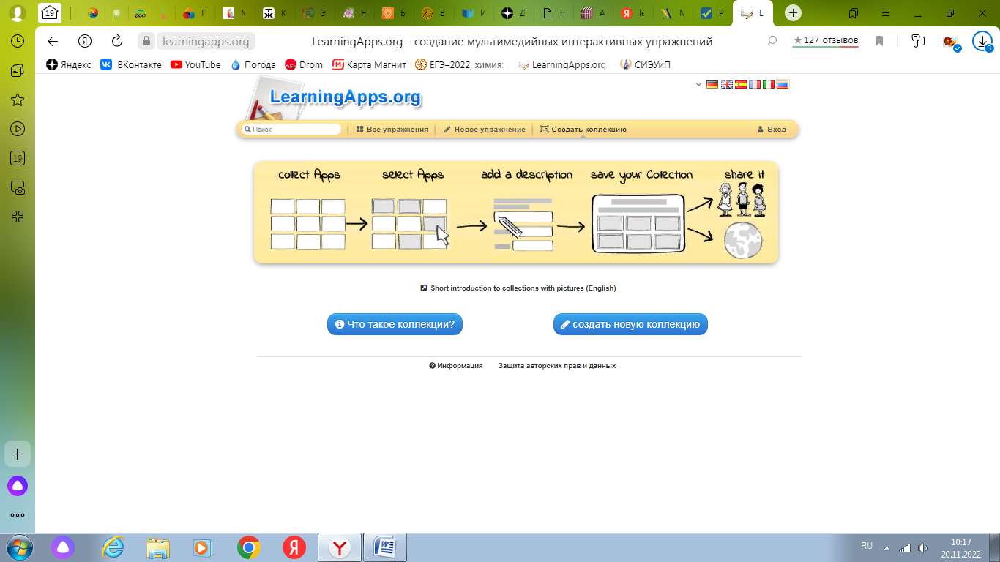 19
learningapps.org
LearningApps.org - создание мультимедийных интерактивных упражнений
127 отзывов
Яндекс ВКонтакте YouTube Погода Drom Карта Магнит ЕГЭ–2022, химия: LearningApps.org СИЭУиП
LearningApps.org
Поиск Все упражнения Новое упражнение Создать коллекцию Вход
collect Apps select Apps add a description save your Collection share it
Short introduction to collections with pictures (English)
Что такое коллекции? создать новую коллекцию
Информация Защита авторских прав и данных
19
RU 10:17
20.11.2022